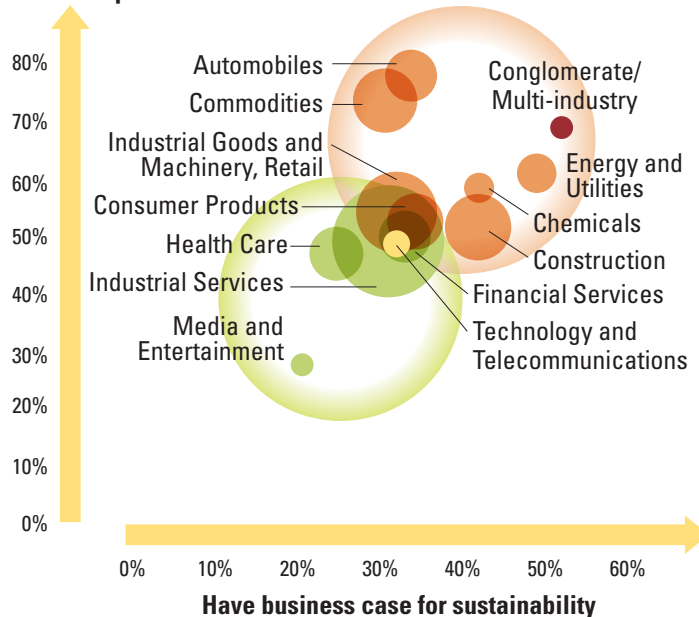 80%
70%
60%
50%
40%
30%
20%
10%
0%
Automobiles
Commodities
Industrial Goods and
Machinery, Retail
Consumer Products
Health Care
Industrial Services
Media and
Entertainment
Conglomerate/
Multi-industry
Energy and
Utilities
Chemicals
Construction
Financial Services
Technology and
Telecommunications
0% 10% 20% 30% 40% 50% 60%
Have business case for sustainability